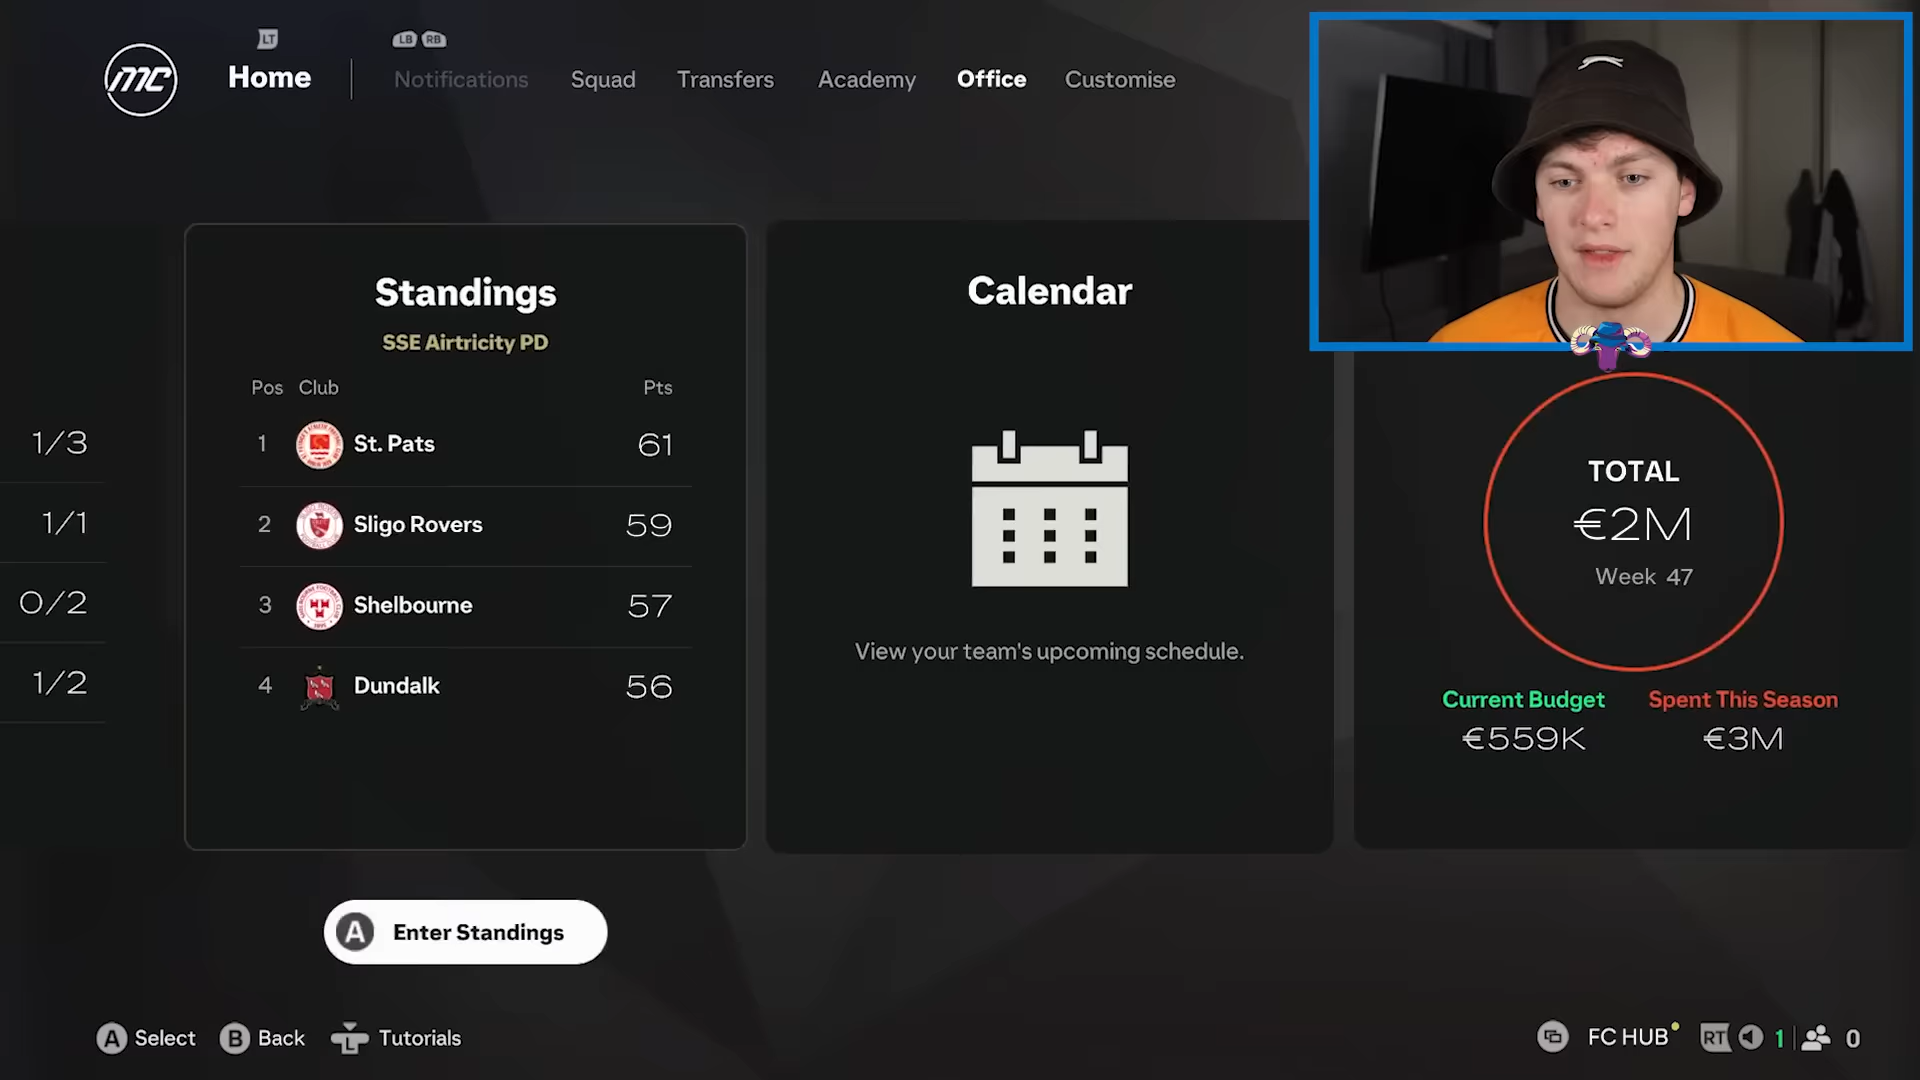 LT
LB RB
MC
Home
Notifications
Squad
Transfers
Academy
Office
Customise
1/3
1/1
0/2
1/2
Standings
SSE Airtricity PD
Pos Club Pts
1 St. Pats 61
2 Sligo Rovers 59
3 Shelbourne 57
4 Dundalk 56
Calendar
View your team's upcoming schedule.
TOTAL
€2M
Week 47
Current Budget
€559K
Spent This Season
€3M
A Enter Standings
A Select
B Back
L Tutorials
FC HUB
RT 1
0